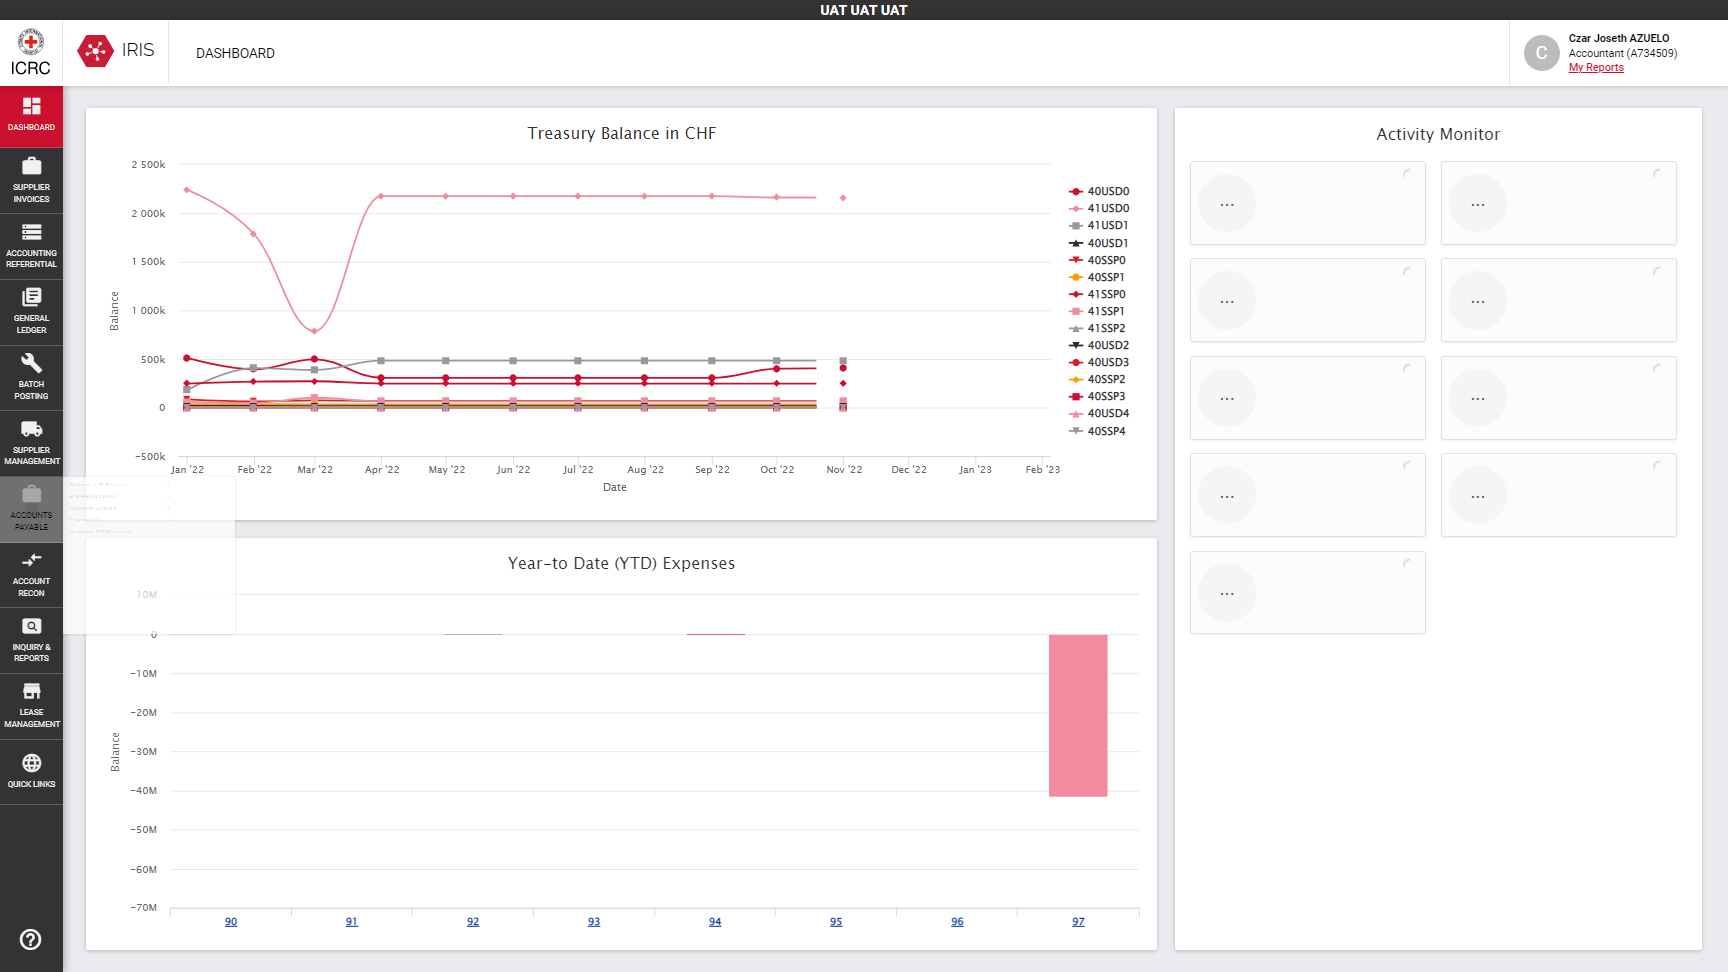 UAT UAT UAT
ICRC
IRIS
DASHBOARD
C
Czar Joseth AZUELO
Accountant (A734509)
My Reports
DASHBOARD
SUPPLIER
INVOICES
ACCOUNTING
REFERENTIAL
GENERAL
LEDGER
BATCH
POSTING
SUPPLIER
MANAGEMENT
ACCOUNTS
PAYABLE
ACCOUNT
RECON
INQUIRY &
REPORTS
LEASE
MANAGEMENT
QUICK LINKS
Treasury Balance in CHF
Balance
2 500k
2 000k
1 500k
1 000k
500k
0
-500k
Jan '22
Feb '22
Mar '22
Apr '22
May '22
Jun '22
Jul '22
Aug '22
Sep '22
Oct '22
Nov '22
Dec '22
Jan '23
Feb '23
Date
40USD0
41USD0
41USD1
40USD1
40SSP0
40SSP1
41SSP0
41SSP1
41SSP2
40USD2
40USD3
40SSP2
40SSP3
40USD4
40SSP4
Year-to Date (YTD) Expenses
Balance
10M
0
-10M
-20M
-30M
-40M
-50M
-60M
-70M
90
91
92
93
94
95
96
97
Activity Monitor
...
...
...
...
...
...
...
...
...